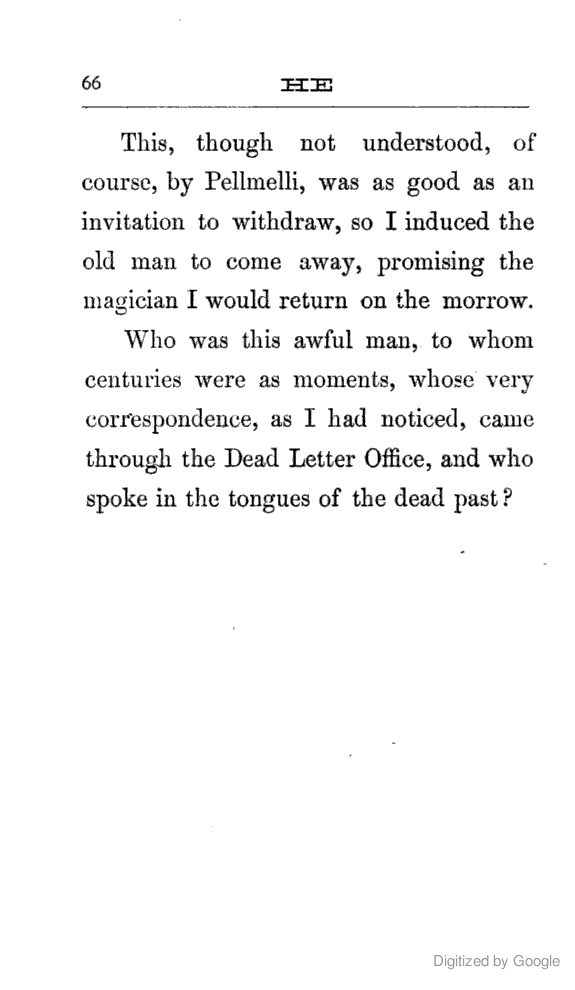 66 HE
This, though not understood, of
course, by Pellmelli, was as good as an
invitation to withdraw, so I induced the
old man to come away, promising the
magician I would return on the morrow.
Who was this awful man, to whom
centuries were as moments, whose very
correspondence, as I had noticed, came
through the Dead Letter Office, and who
spoke in the tongues of the dead past?
Digitized by Google